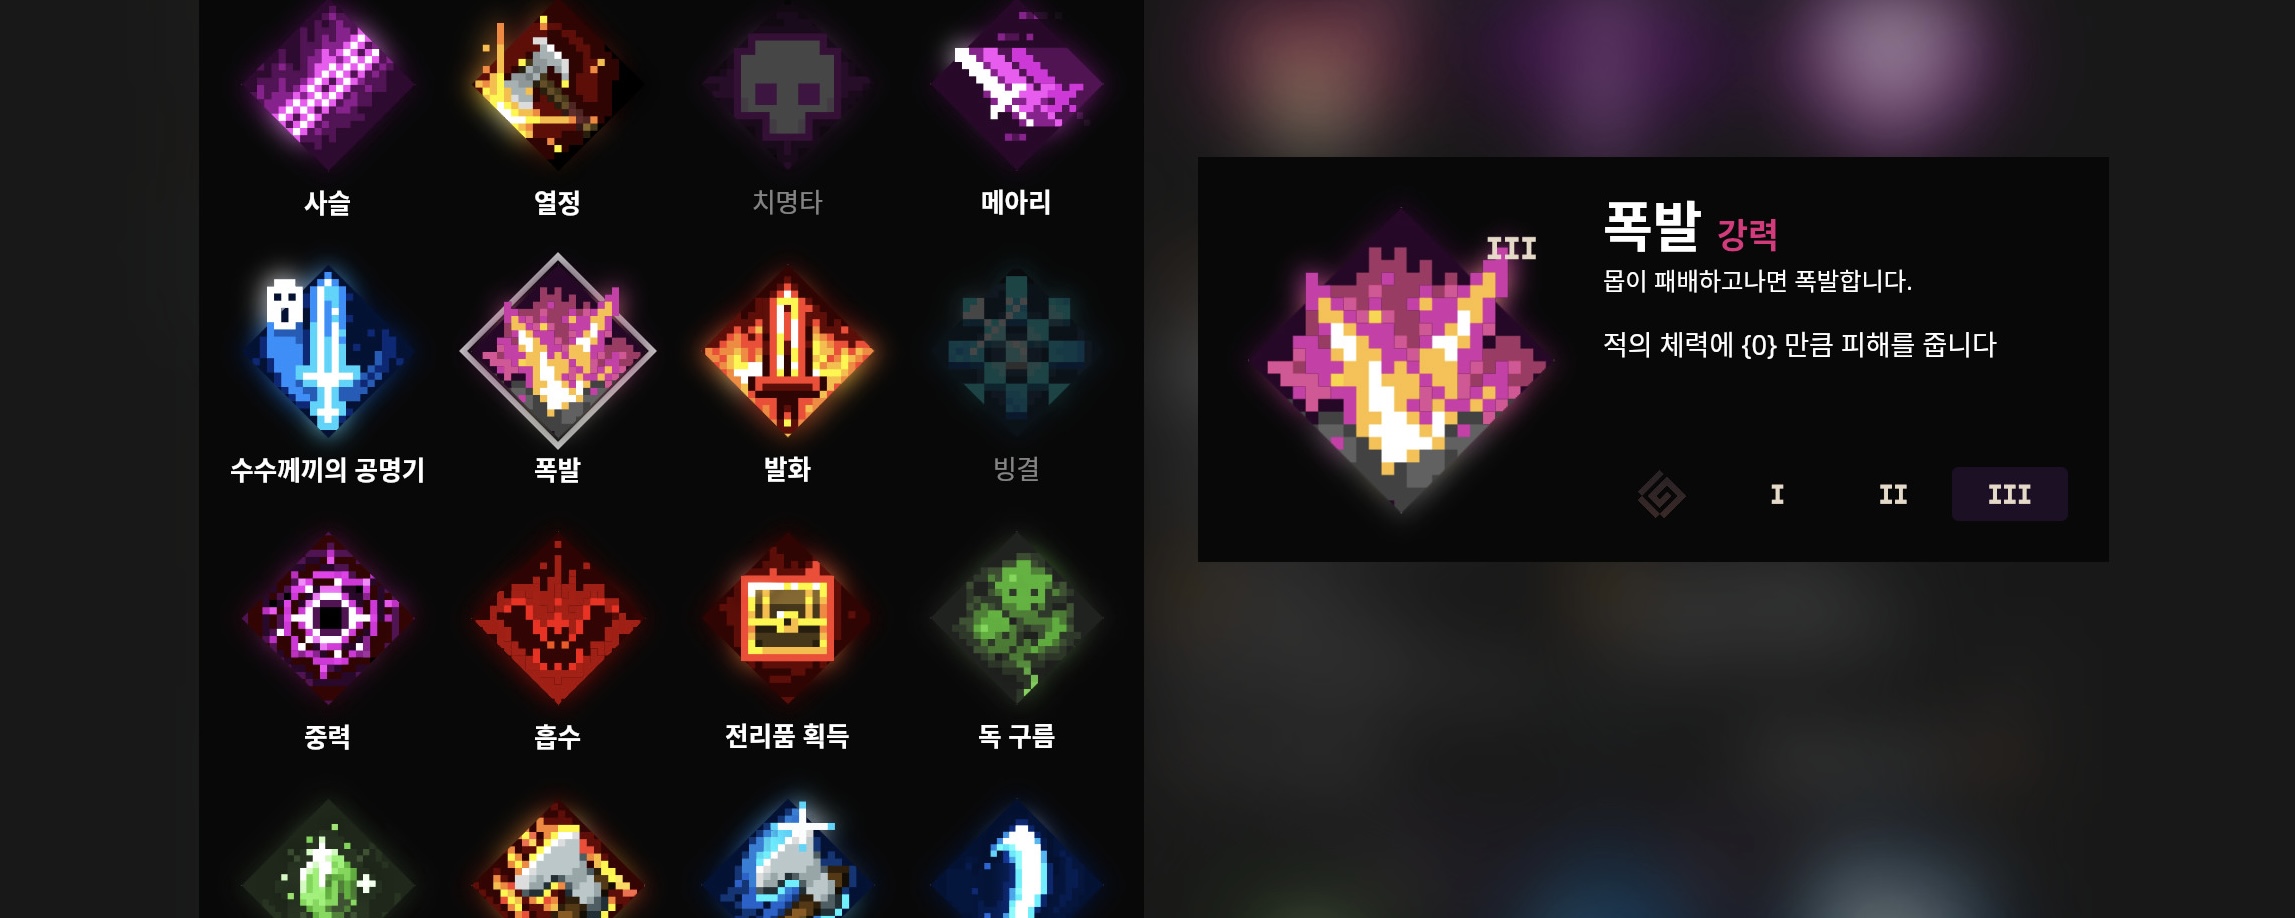 사슬
열정
치명타
메아리
수수께끼의 공명기
폭발
발화
빙결
중력
흡수
전리품 획득
독 구름
III
폭발 강력
몹이 패배하고나면 폭발합니다.
적의 체력에 {0} 만큼 피해를 줍니다
I
II
III